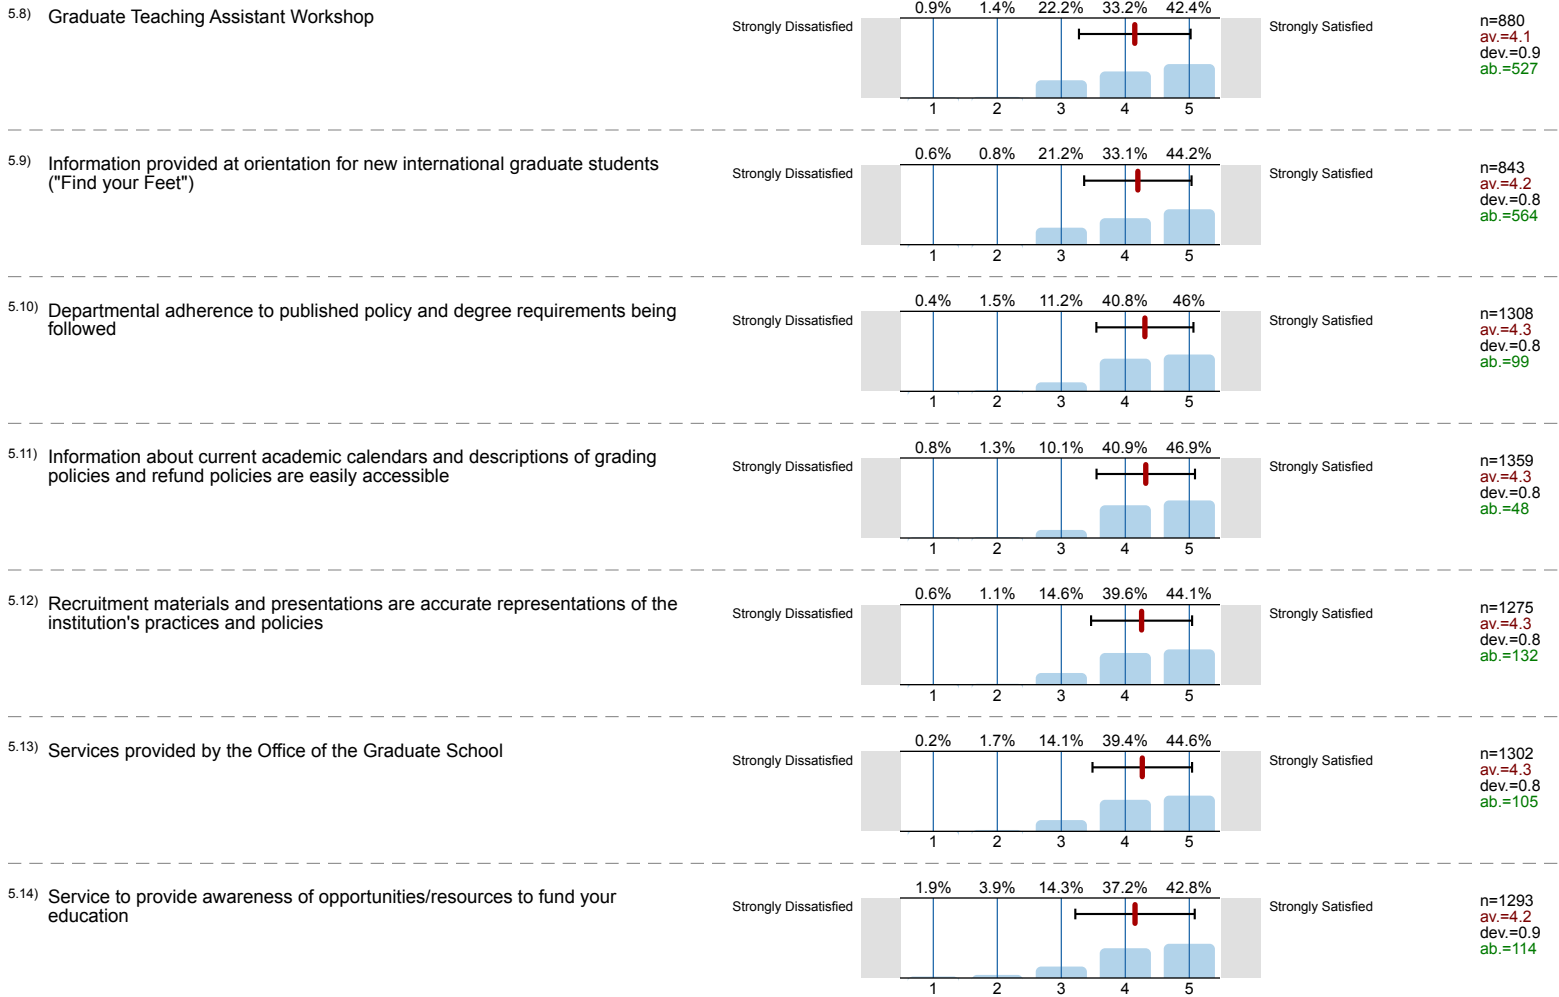 5.8) Graduate Teaching Assistant Workshop
0.9% 1.4% 22.2% 33.2% 42.4%
Strongly Dissatisfied
Strongly Satisfied
1 2 3 4 5
n=880
av.=4.1
dev.=0.9
ab.=527
5.9) Information provided at orientation for new international graduate students
("Find your Feet")
0.6% 0.8% 21.2% 33.1% 44.2%
Strongly Dissatisfied
Strongly Satisfied
1 2 3 4 5
n=843
av.=4.2
dev.=0.8
ab.=564
5.10) Departmental adherence to published policy and degree requirements being
followed
0.4% 1.5% 11.2% 40.8% 46%
Strongly Dissatisfied
Strongly Satisfied
1 2 3 4 5
n=1308
av.=4.3
dev.=0.8
ab.=99
5.11) Information about current academic calendars and descriptions of grading
policies and refund policies are easily accessible
0.8% 1.3% 10.1% 40.9% 46.9%
Strongly Dissatisfied
Strongly Satisfied
1 2 3 4 5
n=1359
av.=4.3
dev.=0.8
ab.=48
5.12) Recruitment materials and presentations are accurate representations of the
institution's practices and policies
0.6% 1.1% 14.6% 39.6% 44.1%
Strongly Dissatisfied
Strongly Satisfied
1 2 3 4 5
n=1275
av.=4.3
dev.=0.8
ab.=132
5.13) Services provided by the Office of the Graduate School
0.2% 1.7% 14.1% 39.4% 44.6%
Strongly Dissatisfied
Strongly Satisfied
1 2 3 4 5
n=1302
av.=4.3
dev.=0.8
ab.=105
5.14) Service to provide awareness of opportunities/resources to fund your
education
1.9% 3.9% 14.3% 37.2% 42.8%
Strongly Dissatisfied
Strongly Satisfied
1 2 3 4 5
n=1293
av.=4.2
dev.=0.9
ab.=114